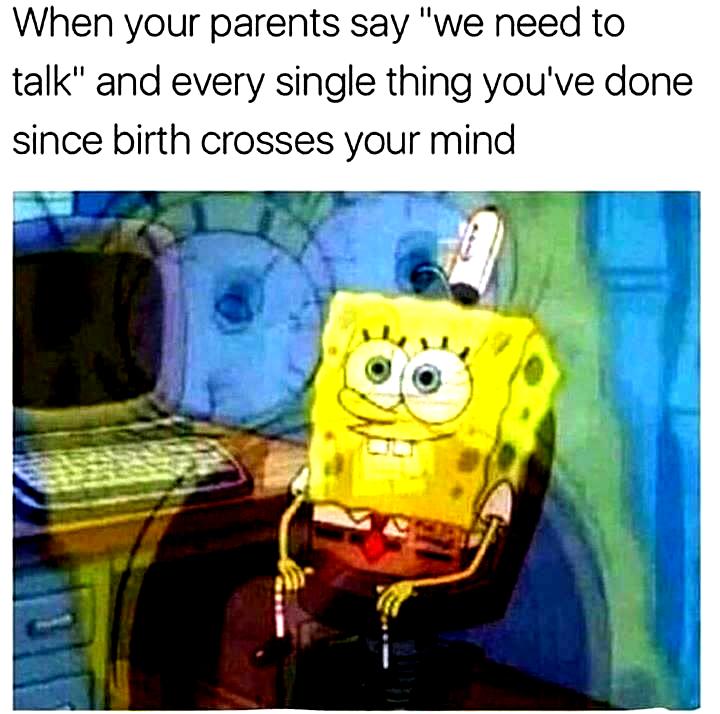 When your parents say "we need to
talk" and every single thing you've done
since birth crosses your mind